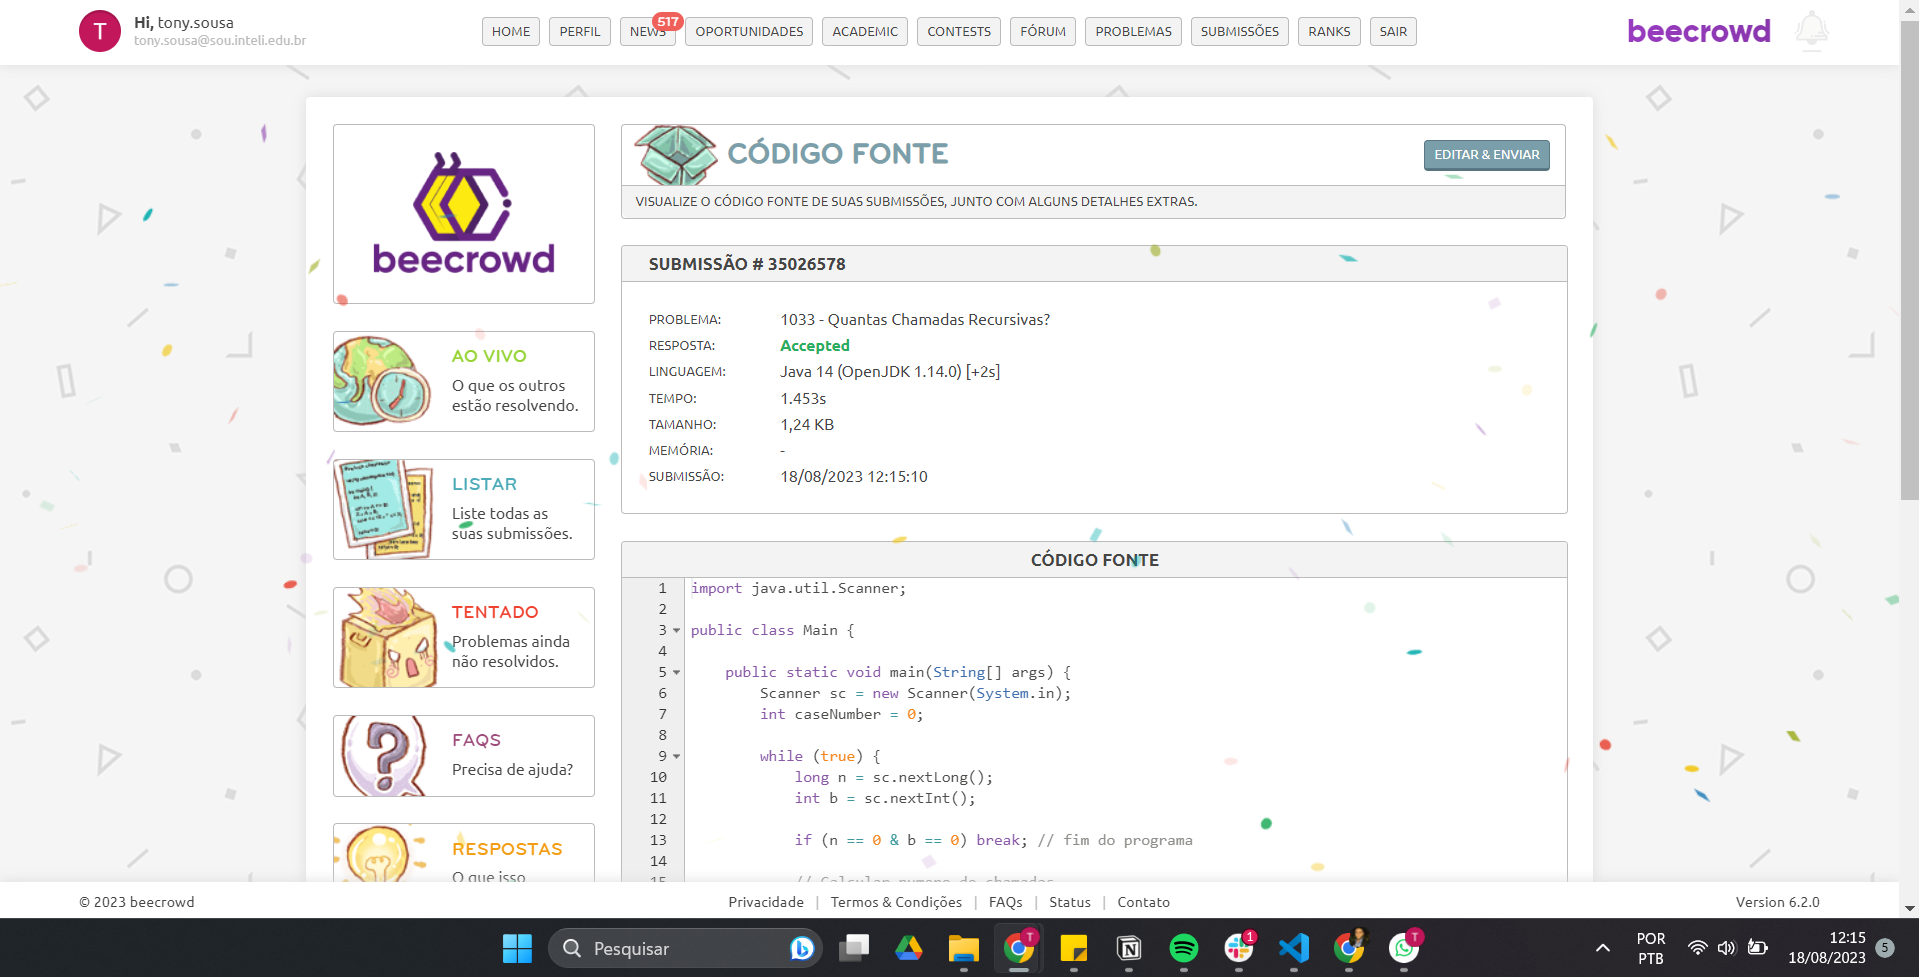 T
Hi, tony.sousa
tony.sousa@sou.inteli.edu.br
HOME
PERFIL
NEWS
517
OPORTUNIDADES
ACADEMIC
CONTESTS
FÓRUM
PROBLEMAS
SUBMISSÕES
RANKS
SAIR
beecrowd
beecrowd
AO VIVO
O que os outros
estão resolvendo.
LISTAR
Liste todas as
suas submissões.
TENTADO
Problemas ainda
não resolvidos.
FAQS
Precisa de ajuda?
RESPOSTAS
O que isso
CÓDIGO FONTE
EDITAR & ENVIAR
VISUALIZE O CÓDIGO FONTE DE SUAS SUBMISSÕES, JUNTO COM ALGUNS DETALHES EXTRAS.
SUBMISSÃO # 35026578
PROBLEMA: 1033 - Quantas Chamadas Recursivas?
RESPOSTA: Accepted
LINGUAGEM: Java 14 (OpenJDK 1.14.0) [+2s]
TEMPO: 1.453s
TAMANHO: 1,24 KB
MEMÓRIA: -
SUBMISSÃO: 18/08/2023 12:15:10
CÓDIGO FONTE
1 import java.util.Scanner;
2
3 public class Main {
4
5 public static void main(String[] args) {
6 Scanner sc = new Scanner(System.in);
7 int caseNumber = 0;
8
9 while (true) {
10 long n = sc.nextLong();
11 int b = sc.nextInt();
12
13 if (n == 0 & b == 0) break; // fim do programa
14
15 // Calcular numero de chamadas
© 2023 beecrowd
Privacidade | Termos & Condições | FAQs | Status | Contato
Version 6.2.0
Pesquisar
T
1
T
POR
PTB
12:15
18/08/2023
5